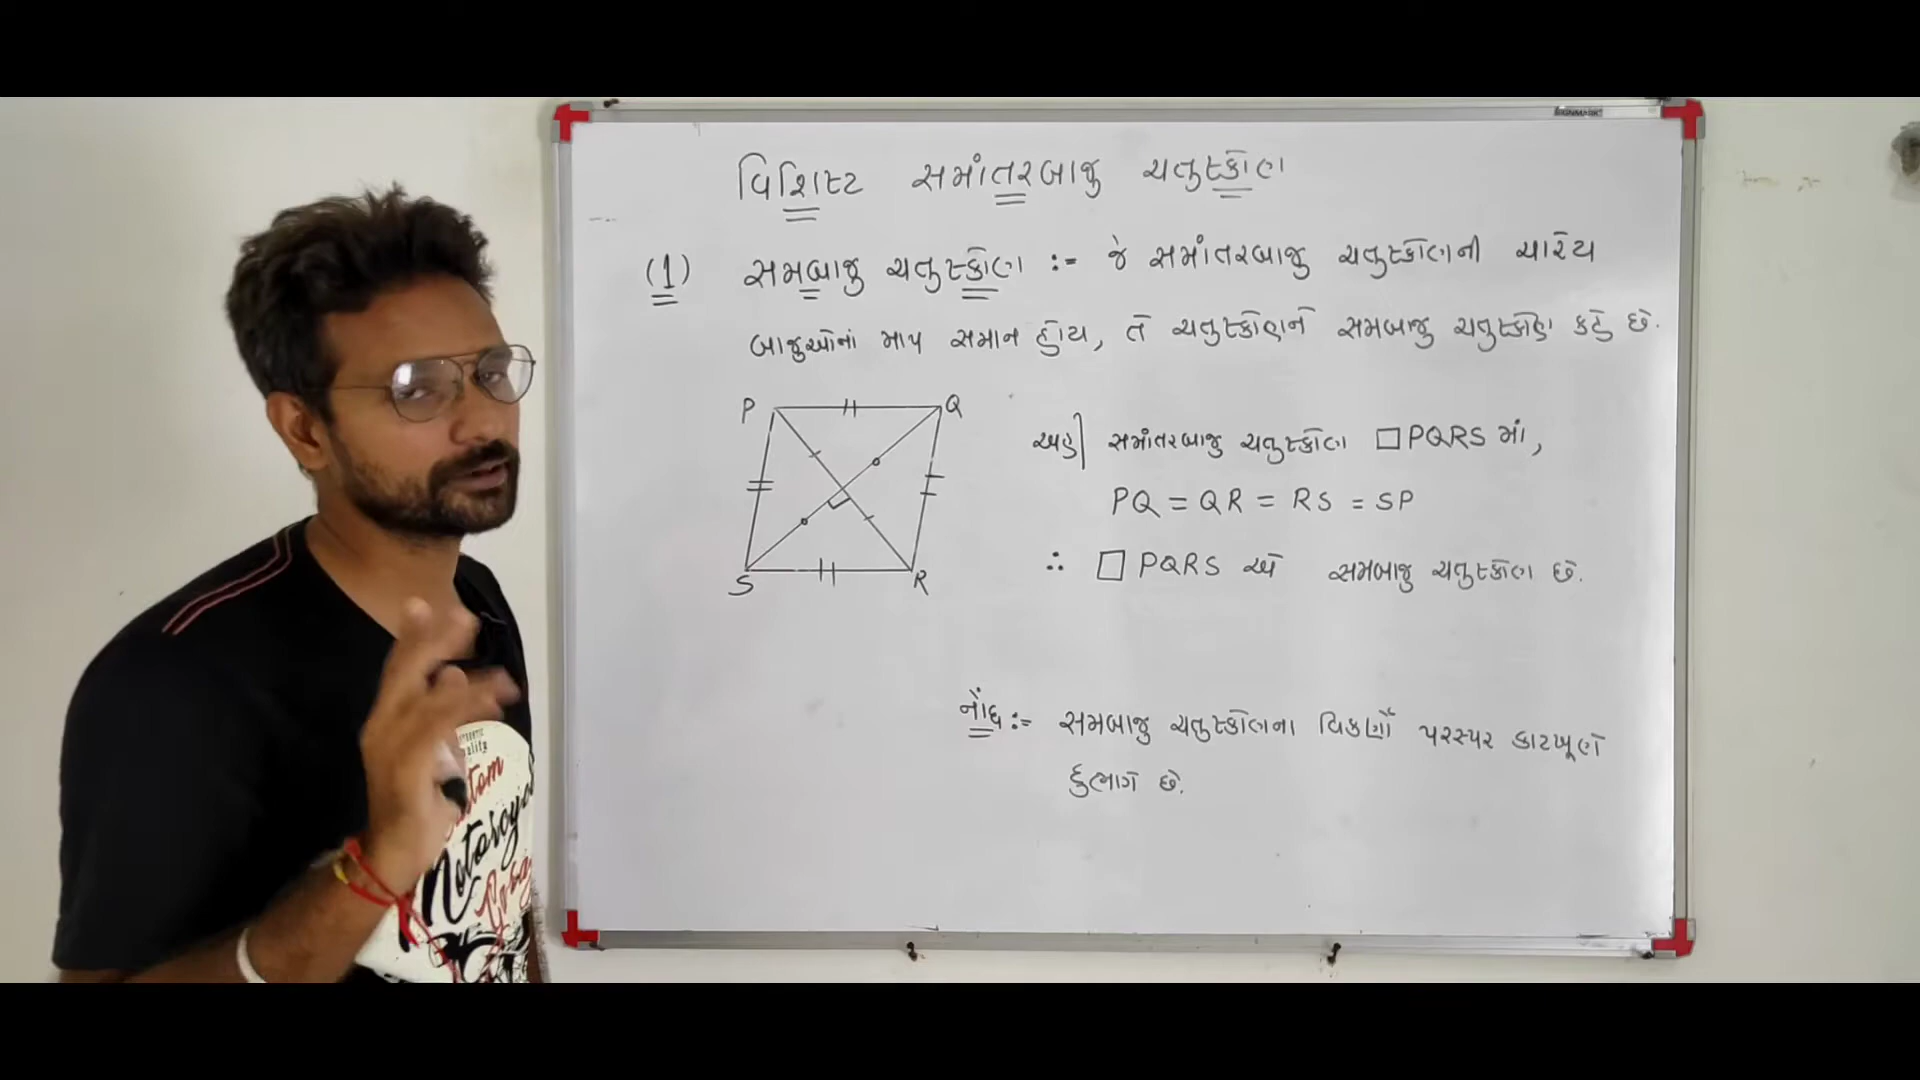 વિશિષ્ટ સમાંતરબાજુ ચતુષ્કોણ
(1) સમબાજુ ચતુષ્કોણ := જે સમાંતરબાજુ ચતુષ્કોણની ચારેય
બાજુઓનાં માપ સમાન હોય, તે ચતુષ્કોણને સમબાજુ ચતુષ્કોણ કહે છે.
P Q
S R
અહીં સમાંતરબાજુ ચતુષ્કોણ □PQRS માં,
PQ = QR = RS = SP
∴ □ PQRS એ સમબાજુ ચતુષ્કોણ છે.
નોંધ := સમબાજુ ચતુષ્કોણના વિકર્ણો પરસ્પર કાટખૂણે
દુભાગે છે.
Motorcycle